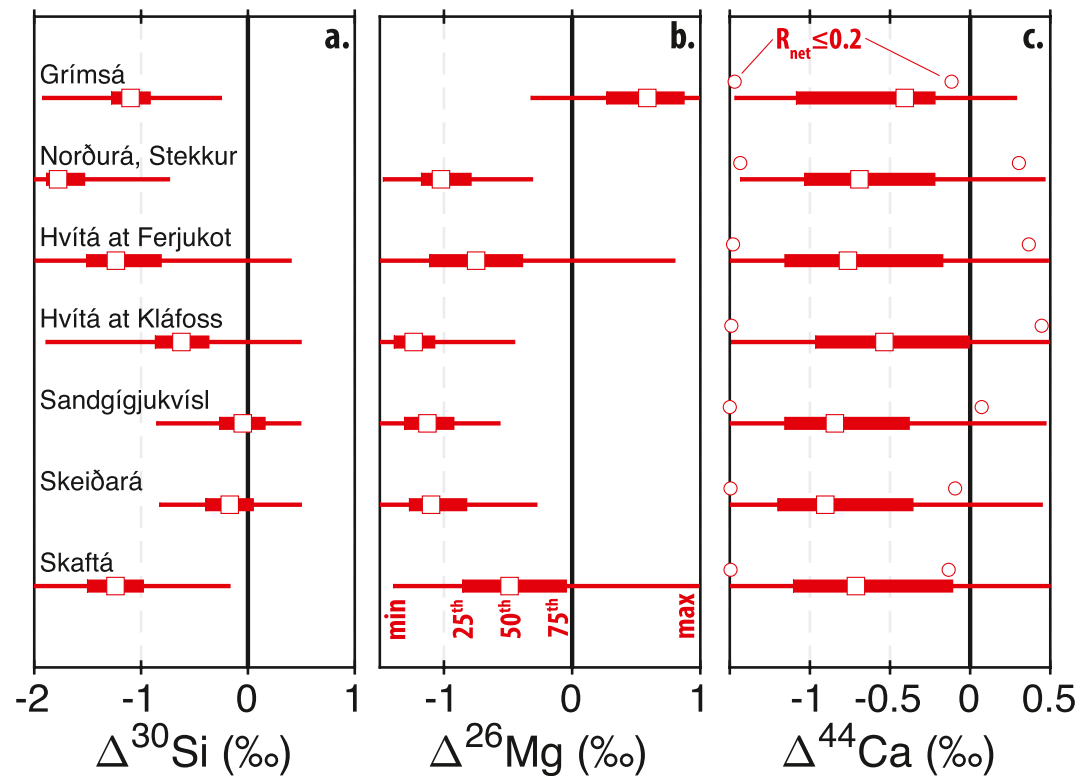 a.
b.
c.
Rnet≤0.2
Grímsá
Norðurá, Stekkur
Hvítá at Ferjukot
Hvítá at Kláfoss
Sandgígjukvísl
Skeiðará
Skaftá
min
25th
50th
75th
max
-2 -1 0 1
-1 0 1
-1 -0.5 0 0.5
Δ30Si (‰)
Δ26Mg (‰)
Δ44Ca (‰)